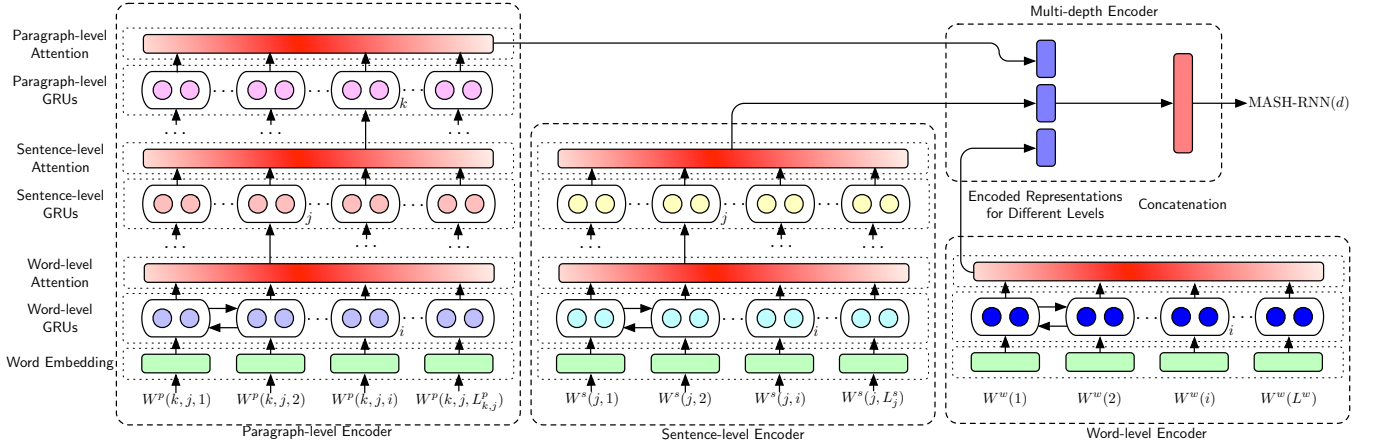 Multi-depth Encoder
Paragraph-level
Attention
Paragraph-level
GRUs
k
MASH-RNN(d)
Sentence-level
Attention
Sentence-level
GRUs
j
j
Encoded Representations
for Different Levels
Concatenation
Word-level
Attention
Word-level
GRUs
i
i
i
Word Embedding
W^p(k, j, 1)
W^p(k, j, 2)
W^p(k, j, i)
W^p(k, j, L^p_{k,j})
W^s(j, 1)
W^s(j, 2)
W^s(j, i)
W^s(j, L^s_j)
W^w(1)
W^w(2)
W^w(i)
W^w(L^w)
Paragraph-level Encoder
Sentence-level Encoder
Word-level Encoder